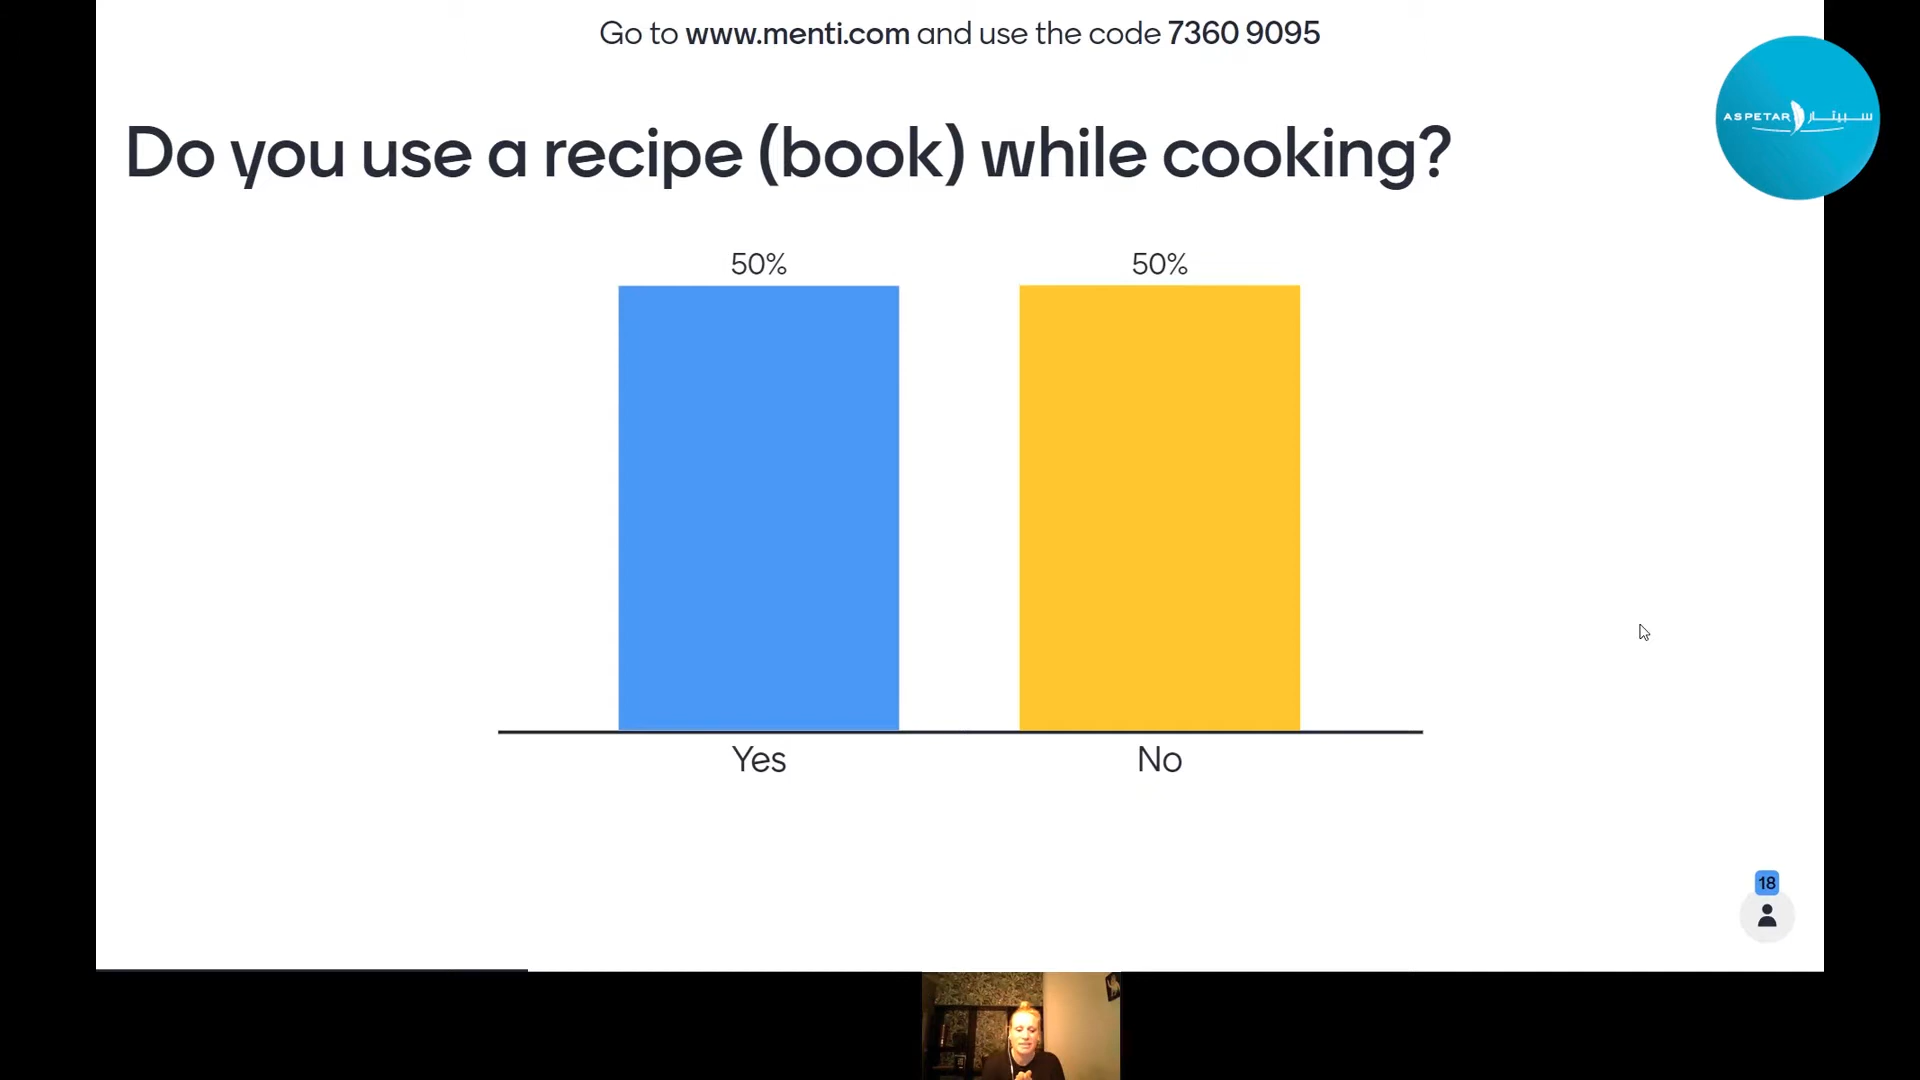 Go to www.menti.com and use the code 7360 9095
ASPETAR سبيتار
Do you use a recipe (book) while cooking?
50%
50%
Yes
No
18